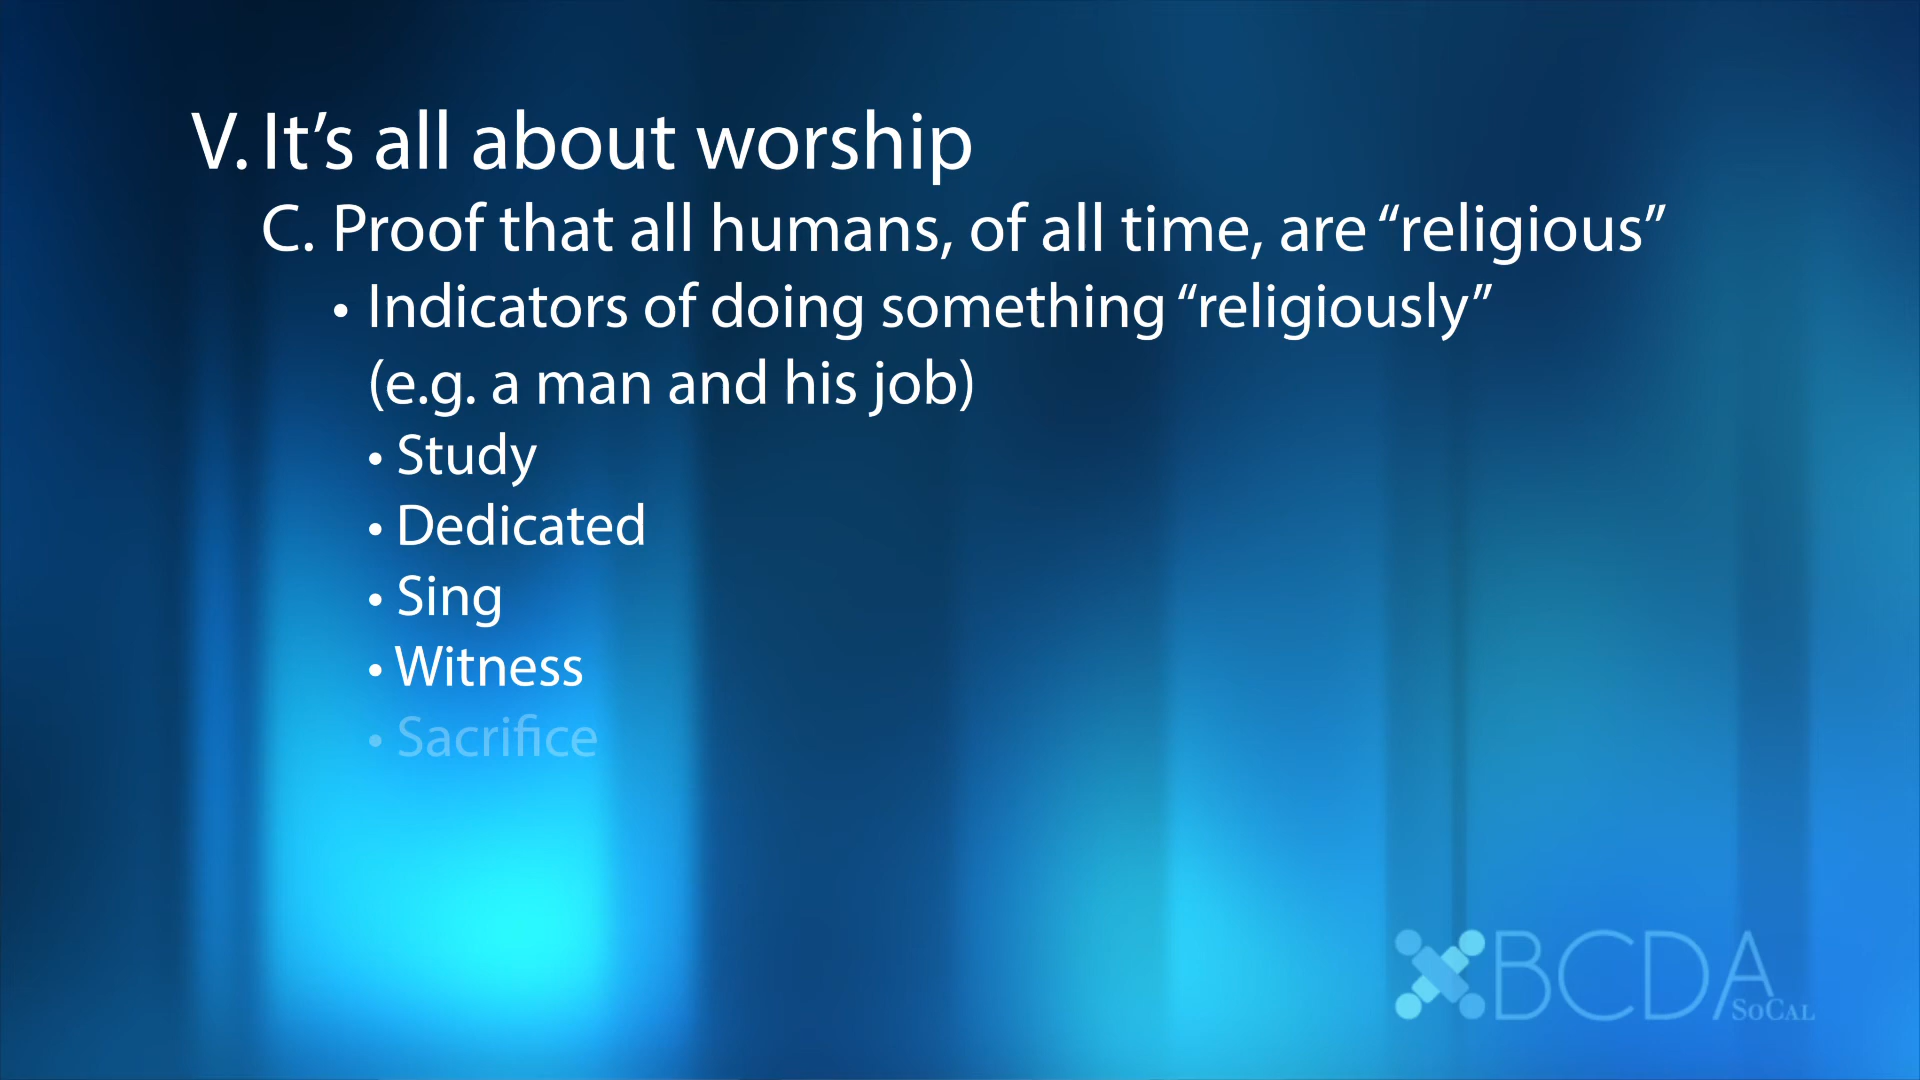 V. It’s all about worship
C. Proof that all humans, of all time, are “religious”
• Indicators of doing something “religiously”
(e.g. a man and his job)
• Study
• Dedicated
• Sing
• Witness
• Sacrifice
BCDA
SoCal